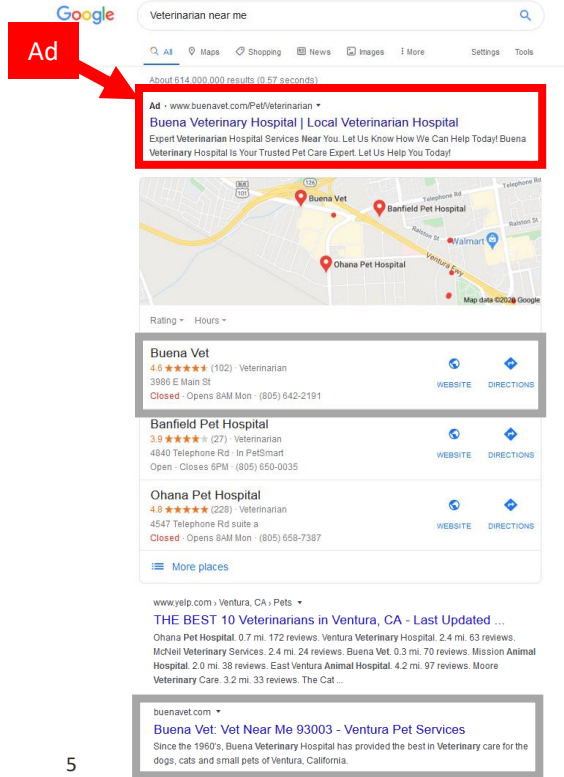 Google
Veterinarian near me
All Maps Shopping News Images More Settings Tools
Ad
About 614,000,000 results (0.57 seconds)
Ad · www.buenavet.com/Pet/Veterinarian
Buena Veterinary Hospital | Local Veterinarian Hospital
Expert Veterinarian Hospital Services Near You. Let Us Know How We Can Help Today! Buena
Veterinary Hospital Is Your Trusted Pet Care Expert. Let Us Help You Today!
126
101
Telephone Rd
Buena Vet
Telephone Rd
Banfield Pet Hospital
Ralston St
Ralston St
Walmart
Ohana Pet Hospital
Ventura Fwy
Map data ©2020 Google
Rating Hours
Buena Vet
4.6 (102) · Veterinarian
3986 E Main St
Closed · Opens 8AM Mon · (805) 642-2191
WEBSITE DIRECTIONS
Banfield Pet Hospital
3.9 (27) · Veterinarian
4840 Telephone Rd · In PetSmart
Open · Closes 6PM · (805) 650-0035
WEBSITE DIRECTIONS
Ohana Pet Hospital
4.8 (228) · Veterinarian
4547 Telephone Rd suite a
Closed · Opens 8AM Mon · (805) 658-7387
WEBSITE DIRECTIONS
More places
www.yelp.com › Ventura, CA › Pets
THE BEST 10 Veterinarians in Ventura, CA - Last Updated ...
Ohana Pet Hospital. 0.7 mi. 172 reviews. Ventura Veterinary Hospital. 2.4 mi. 63 reviews.
McNeil Veterinary Services. 2.4 mi. 24 reviews. Buena Vet. 0.3 mi. 70 reviews. Mission Animal
Hospital. 2.0 mi. 38 reviews. East Ventura Animal Hospital. 4.2 mi. 97 reviews. Moore
Veterinary Care. 3.2 mi. 33 reviews. The Cat ...
buenavet.com
Buena Vet: Vet Near Me 93003 - Ventura Pet Services
Since the 1960's, Buena Veterinary Hospital has provided the best in Veterinary care for the
dogs, cats and small pets of Ventura, California.
5